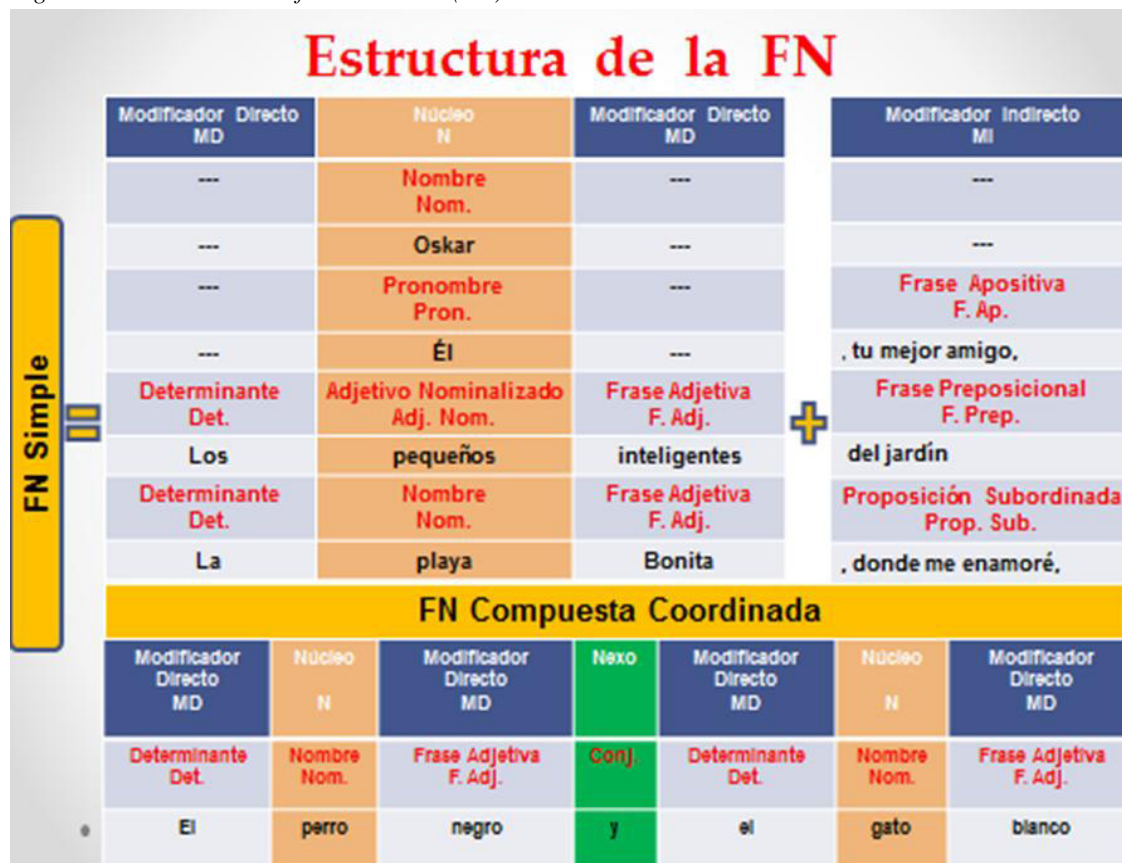 Estructura de la FN
Modificador Directo Núcleo Modificador Directo Modificador Indirecto
MD N MD MI
--- Nombre --- ---
Nom.
--- Oskar --- ---
--- Pronombre --- Frase Apositiva
Pron. F. Ap.
--- Él --- , tu mejor amigo,
Determinante Adjetivo Nominalizado Frase Adjetiva Frase Preposicional
Det. Adj. Nom. F. Adj. F. Prep.
Los pequeños inteligentes del jardín
Determinante Nombre Frase Adjetiva Proposición Subordinada
Det. Nom. F. Adj. Prop. Sub.
La playa Bonita , donde me enamoré,
FN Simple = +
FN Compuesta Coordinada
Modificador Núcleo Modificador Nexo Modificador Núcleo Modificador
Directo Directo Directo Directo
MD N MD MD N MD
Determinante Nombre Frase Adjetiva Conj. Determinante Nombre Frase Adjetiva
Det. Nom. F. Adj. Det. Nom. F. Adj.
• El perro negro y el gato blanco